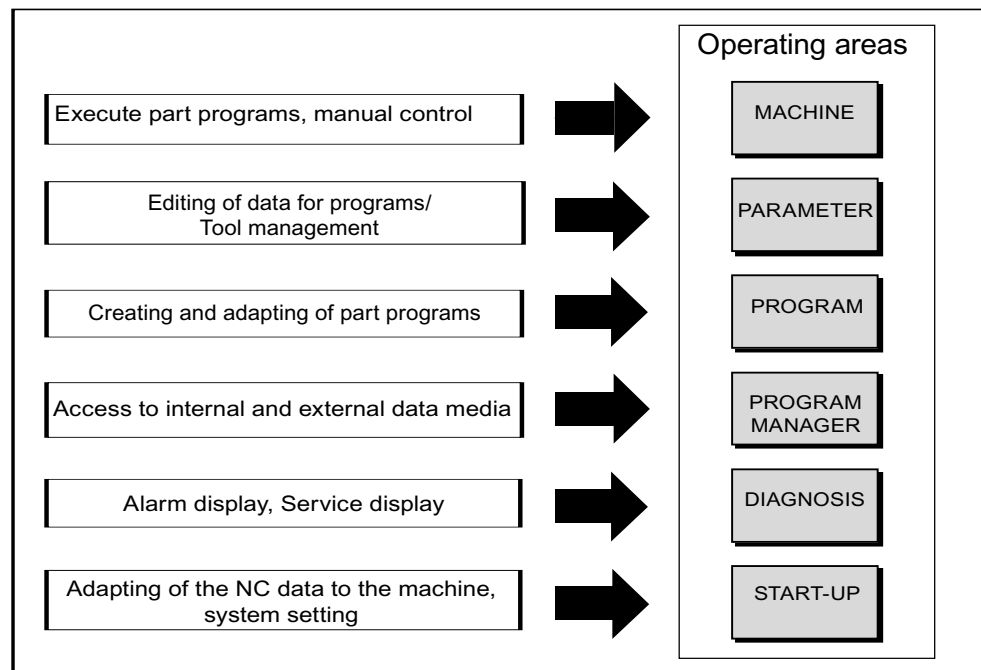 Operating areas
Execute part programs, manual control
MACHINE
Editing of data for programs/
Tool management
PARAMETER
Creating and adapting of part programs
PROGRAM
Access to internal and external data media
PROGRAM
MANAGER
Alarm display, Service display
DIAGNOSIS
Adapting of the NC data to the machine,
system setting
START-UP